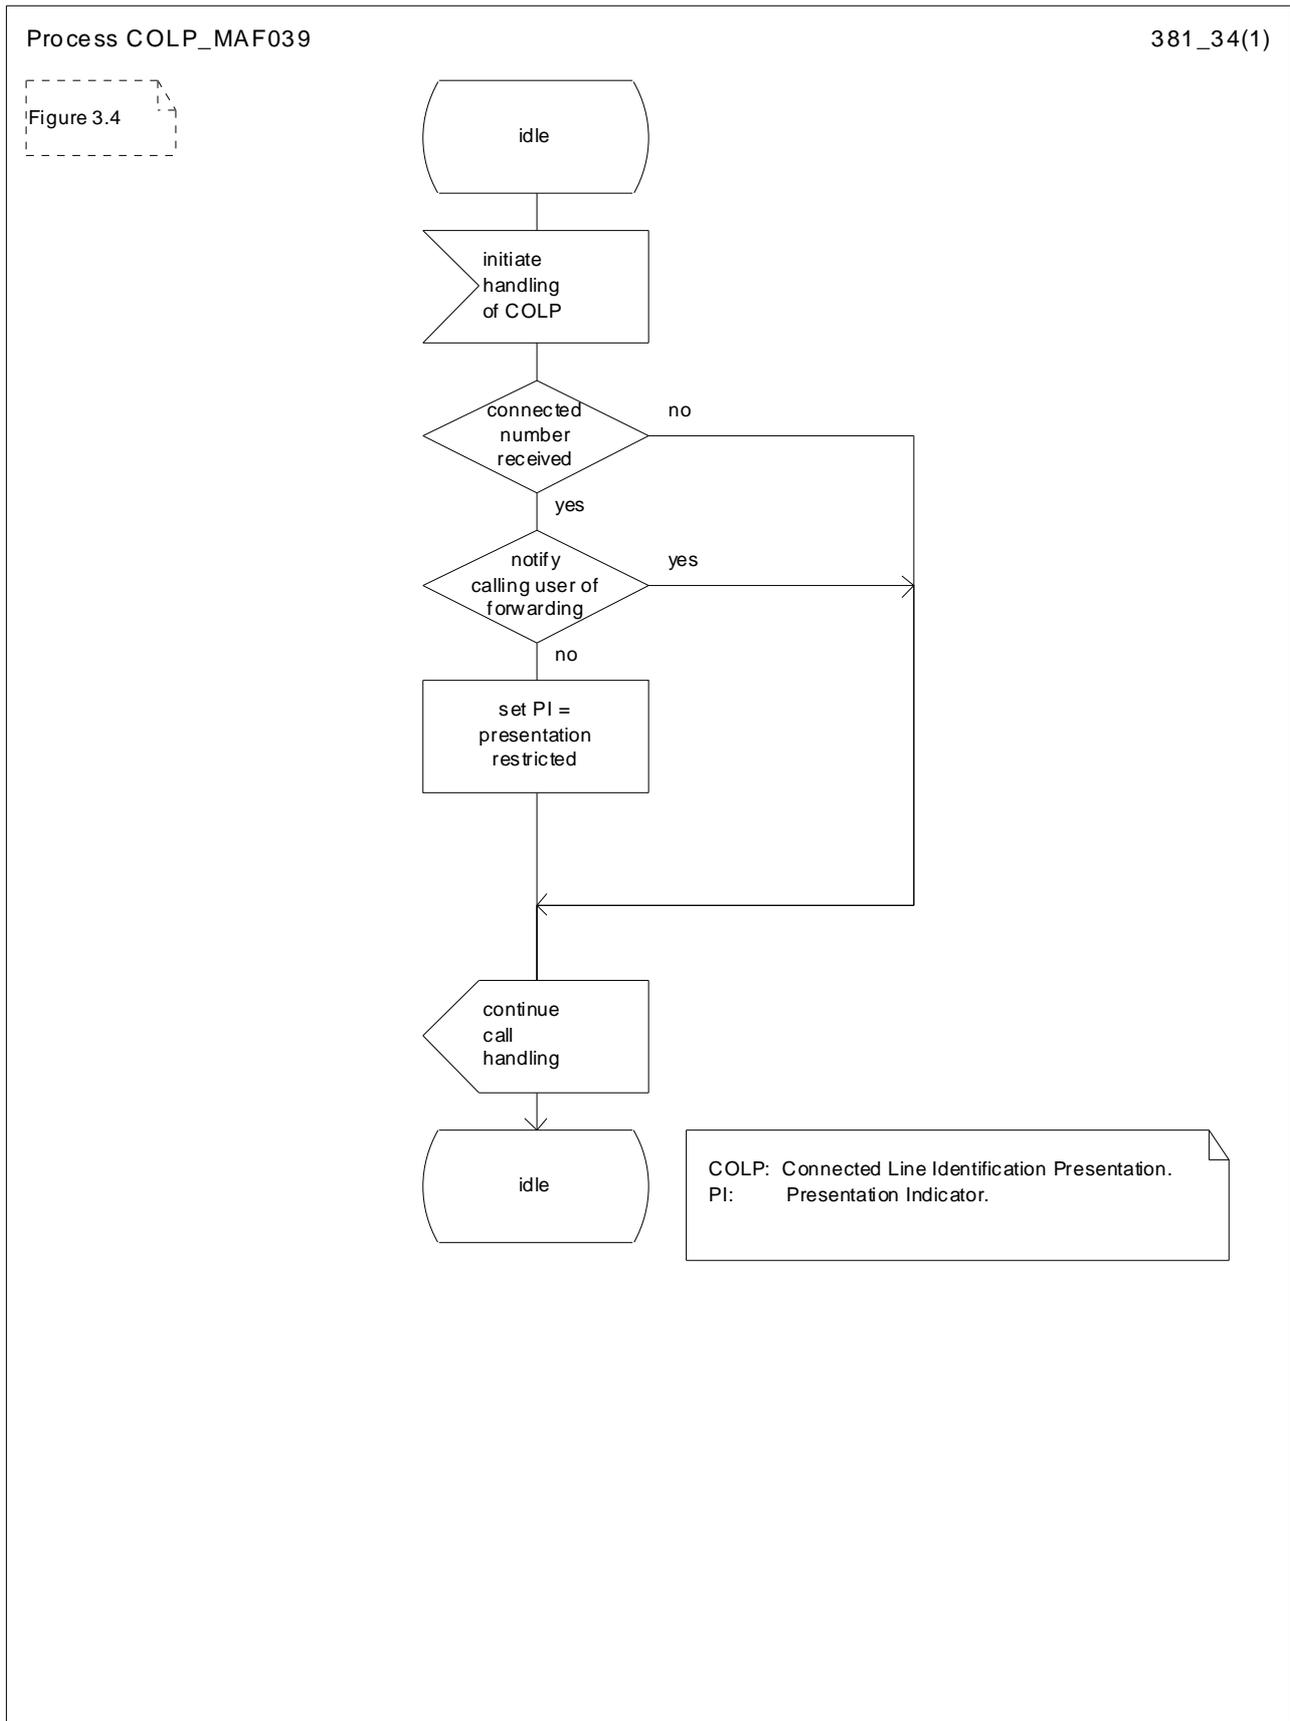 Process COLP_MAF039
381_34(1)
Figure 3.4
idle
initiate
handling
of COLP
connected
number
received
no
yes
notify
calling user of
forwarding
yes
no
set PI =
presentation
restricted
continue
call
handling
idle
COLP: Connected Line Identification Presentation.
PI: Presentation Indicator.